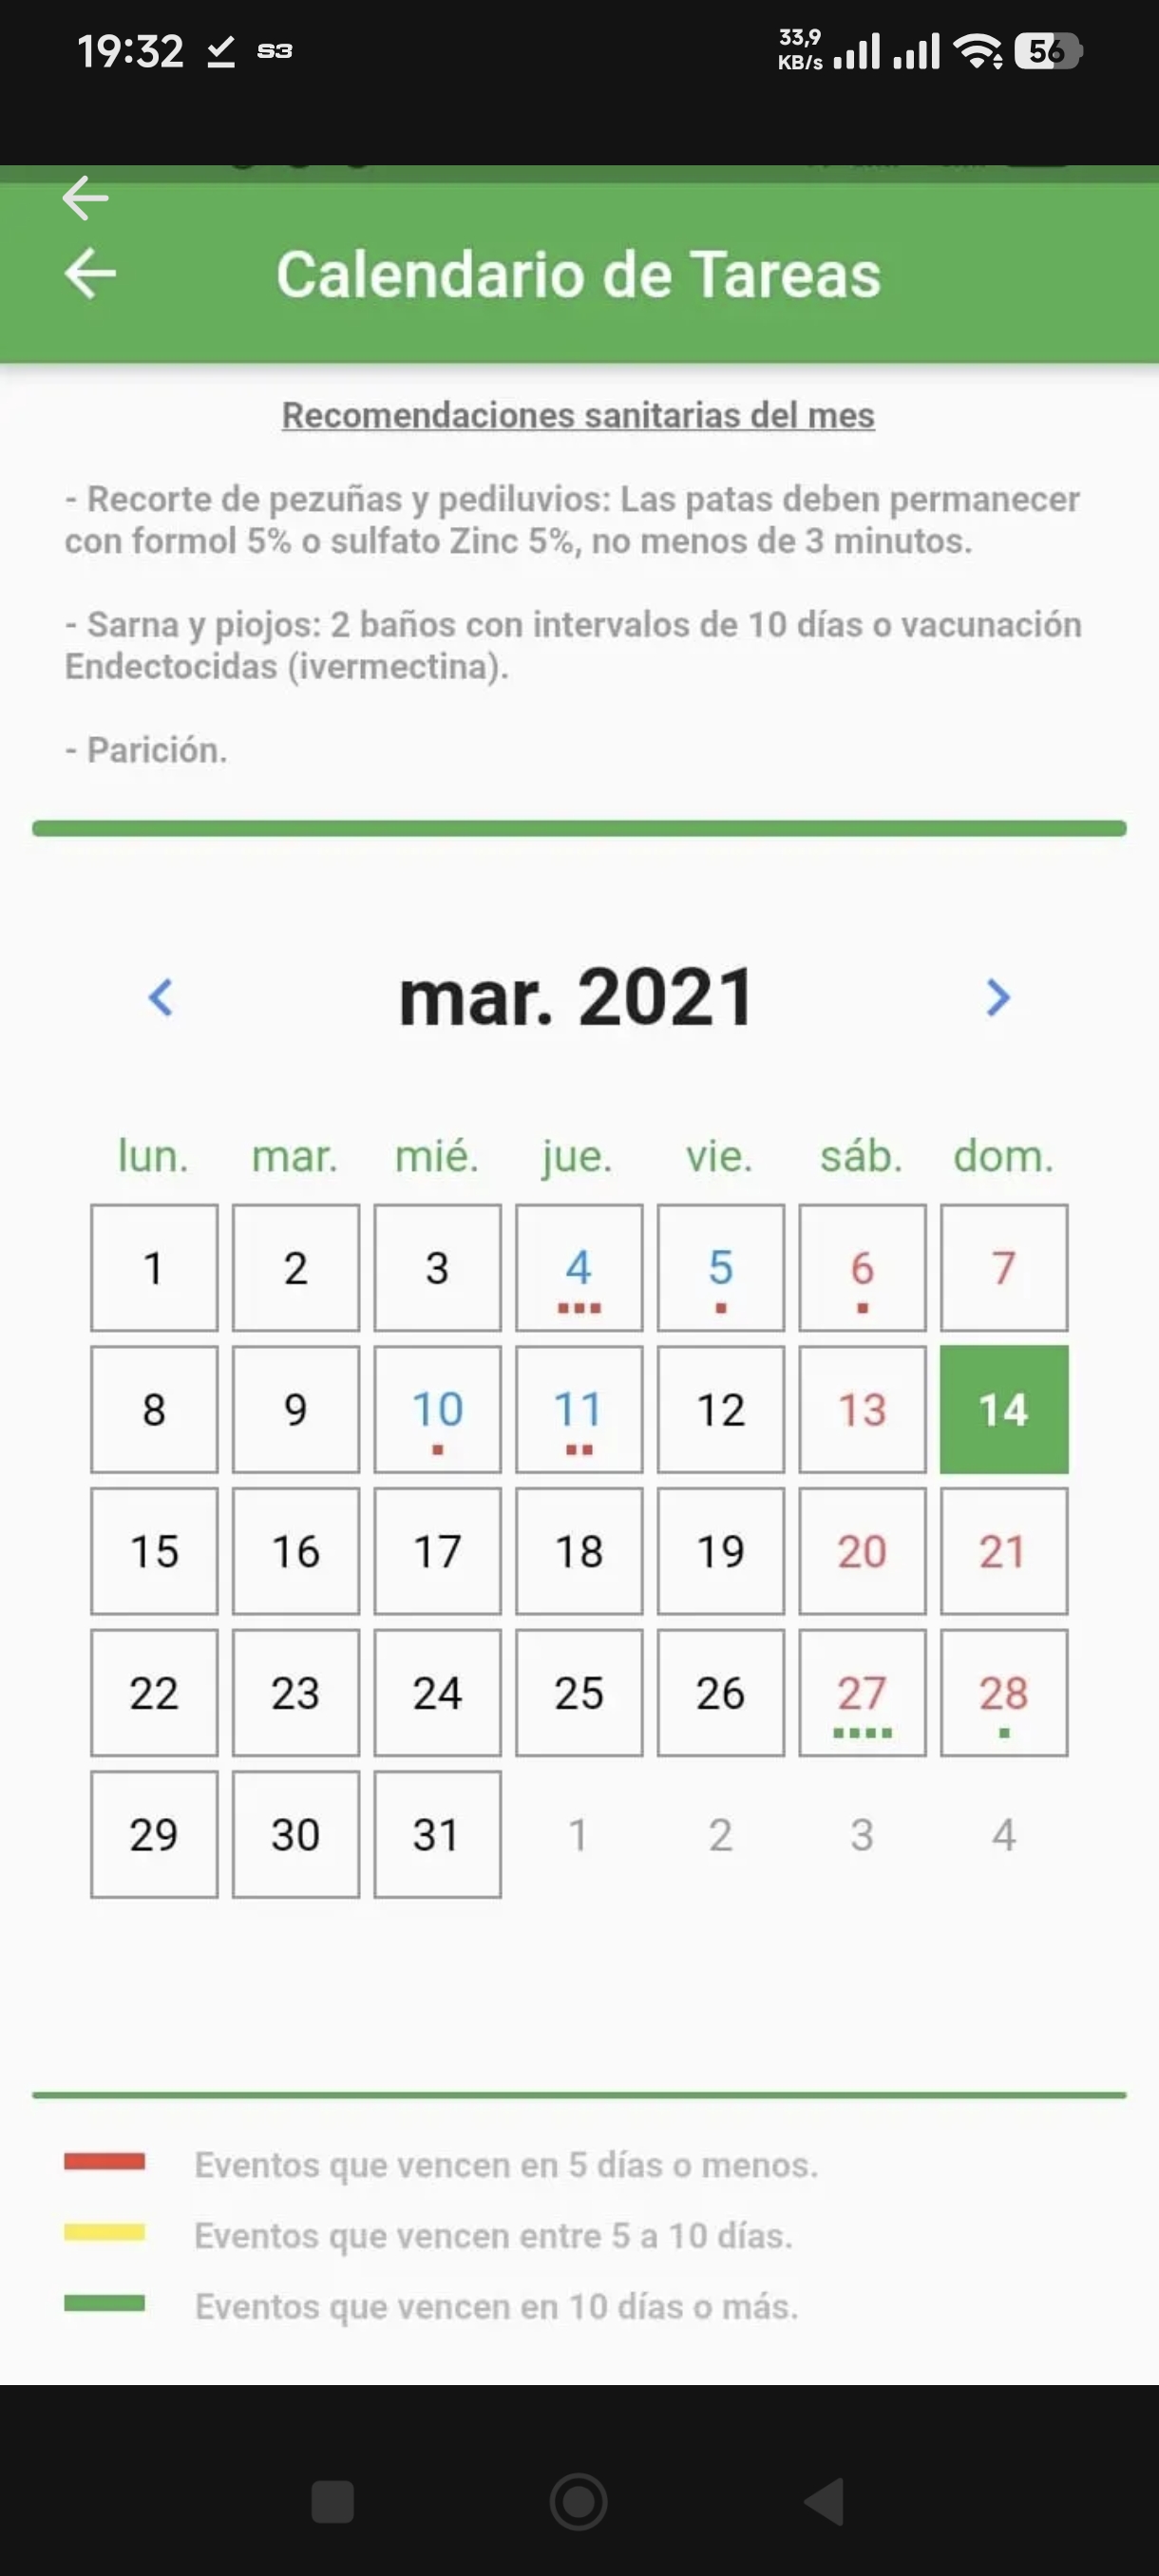 19:32 S3 33,9 KB/s 56
Calendario de Tareas
Recomendaciones sanitarias del mes
- Recorte de pezuñas y pediluvios: Las patas deben permanecer
con formol 5% o sulfato Zinc 5%, no menos de 3 minutos.
- Sarna y piojos: 2 baños con intervalos de 10 días o vacunación
Endectocidas (ivermectina).
- Parición.
mar. 2021
lun. mar. mié. jue. vie. sáb. dom.
1 2 3 4 5 6 7
8 9 10 11 12 13 14
15 16 17 18 19 20 21
22 23 24 25 26 27 28
29 30 31 1 2 3 4
Eventos que vencen en 5 días o menos.
Eventos que vencen entre 5 a 10 días.
Eventos que vencen en 10 días o más.